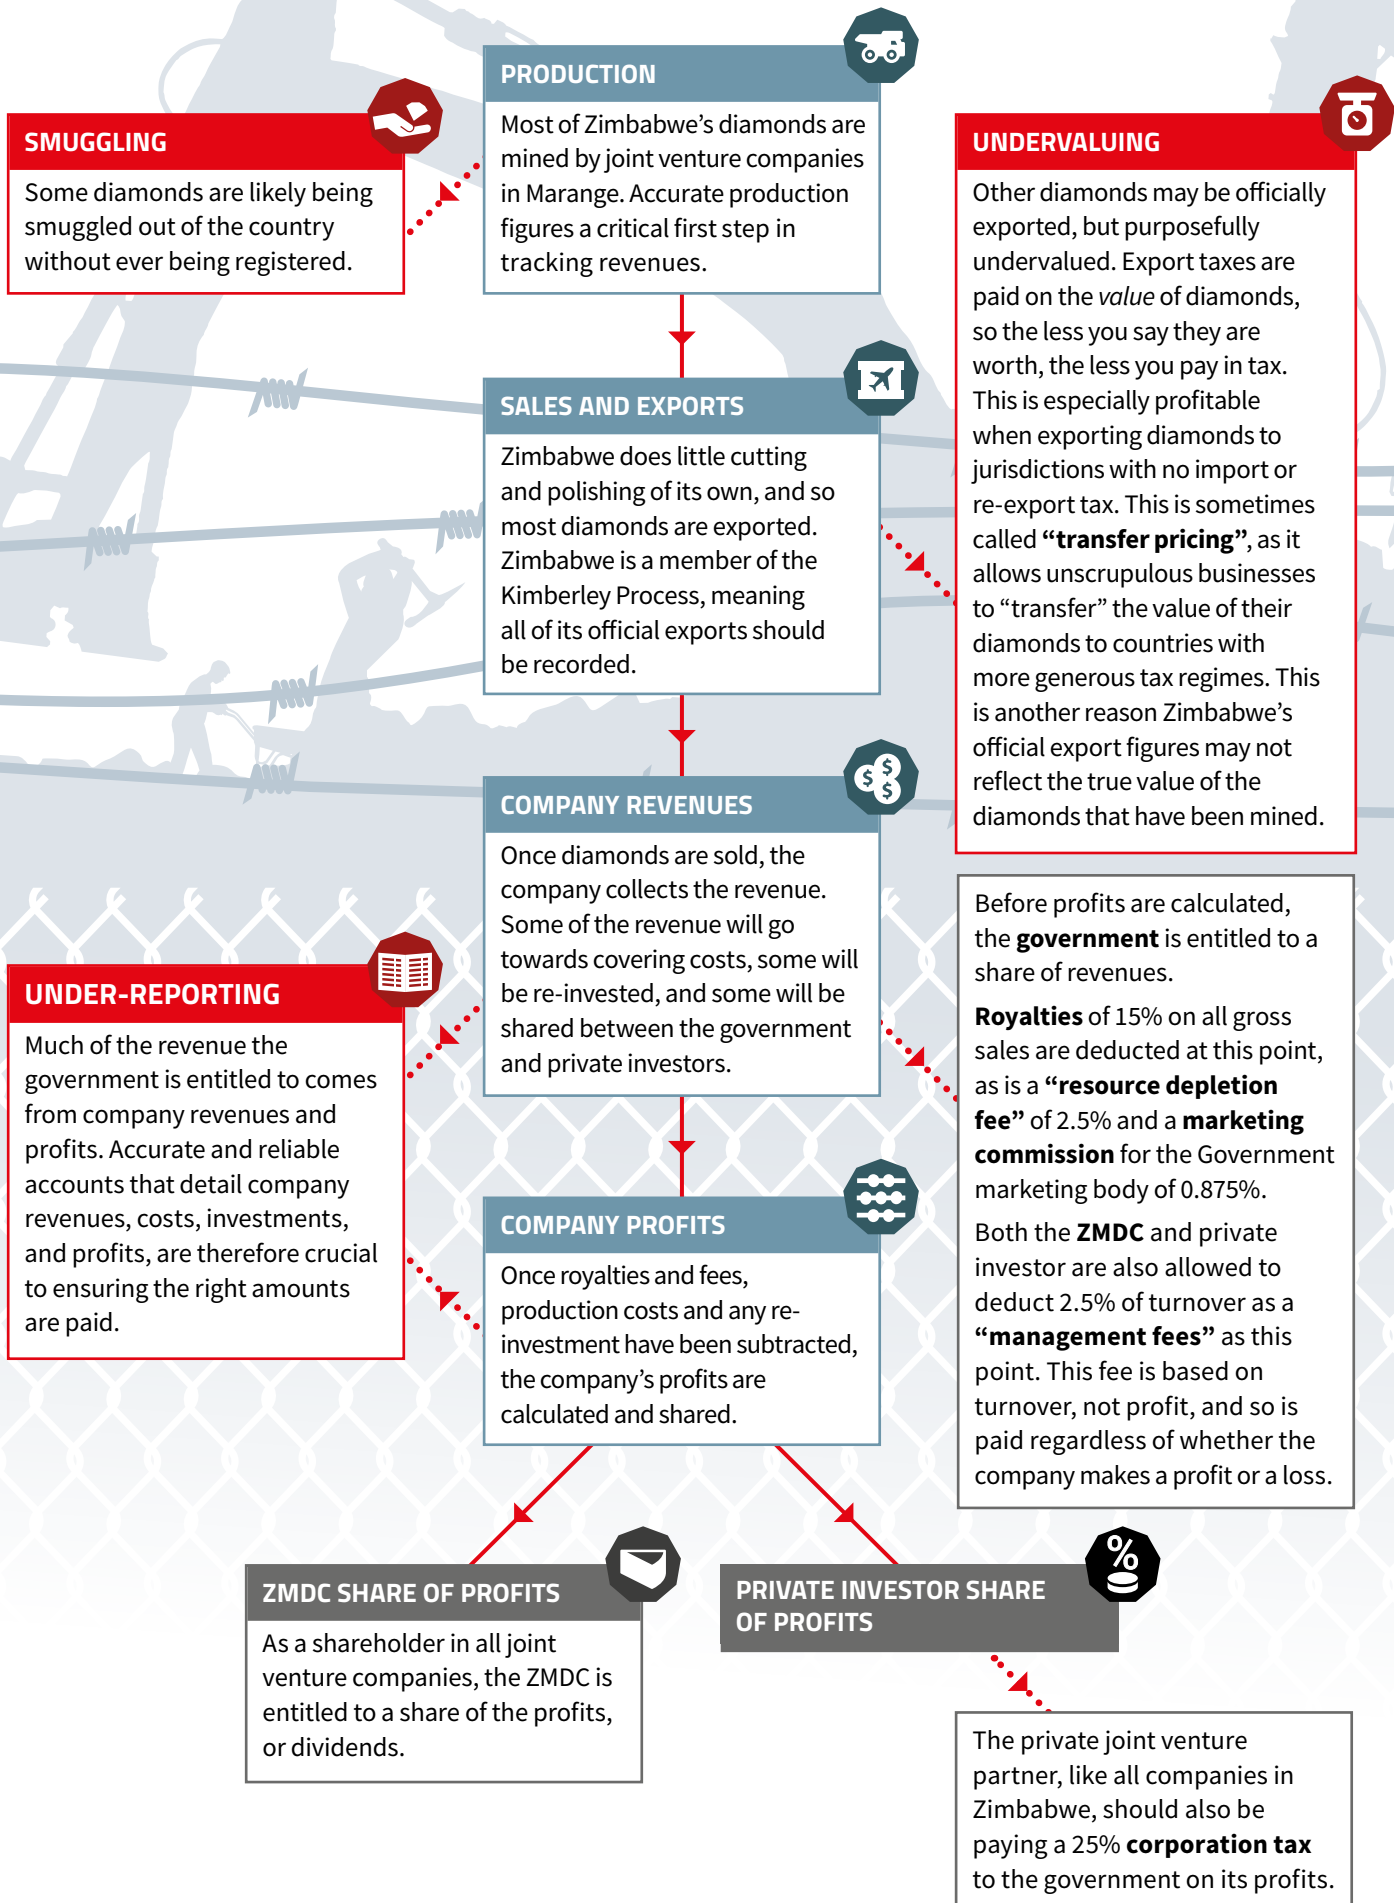 PRODUCTION
Most of Zimbabwe’s diamonds are
mined by joint venture companies
in Marange. Accurate production
figures a critical first step in
tracking revenues.
SMUGGLING
Some diamonds are likely being
smuggled out of the country
without ever being registered.
UNDERVALUING
Other diamonds may be officially
exported, but purposefully
undervalued. Export taxes are
paid on the value of diamonds,
so the less you say they are
worth, the less you pay in tax.
This is especially profitable
when exporting diamonds to
jurisdictions with no import or
re-export tax. This is sometimes
called “transfer pricing”, as it
allows unscrupulous businesses
to “transfer” the value of their
diamonds to countries with
more generous tax regimes. This
is another reason Zimbabwe’s
official export figures may not
reflect the true value of the
diamonds that have been mined.
SALES AND EXPORTS
Zimbabwe does little cutting
and polishing of its own, and so
most diamonds are exported.
Zimbabwe is a member of the
Kimberley Process, meaning
all of its official exports should
be recorded.
COMPANY REVENUES
Once diamonds are sold, the
company collects the revenue.
Some of the revenue will go
towards covering costs, some will
be re-invested, and some will be
shared between the government
and private investors.
UNDER-REPORTING
Much of the revenue the
government is entitled to comes
from company revenues and
profits. Accurate and reliable
accounts that detail company
revenues, costs, investments,
and profits, are therefore crucial
to ensuring the right amounts
are paid.
Before profits are calculated,
the government is entitled to a
share of revenues.
Royalties of 15% on all gross
sales are deducted at this point,
as is a “resource depletion
fee” of 2.5% and a marketing
commission for the Government
marketing body of 0.875%.
Both the ZMDC and private
investor are also allowed to
deduct 2.5% of turnover as a
“management fees” as this
point. This fee is based on
turnover, not profit, and so is
paid regardless of whether the
company makes a profit or a loss.
COMPANY PROFITS
Once royalties and fees,
production costs and any re-
investment have been subtracted,
the company’s profits are
calculated and shared.
ZMDC SHARE OF PROFITS
As a shareholder in all joint
venture companies, the ZMDC is
entitled to a share of the profits,
or dividends.
PRIVATE INVESTOR SHARE
OF PROFITS
The private joint venture
partner, like all companies in
Zimbabwe, should also be
paying a 25% corporation tax
to the government on its profits.